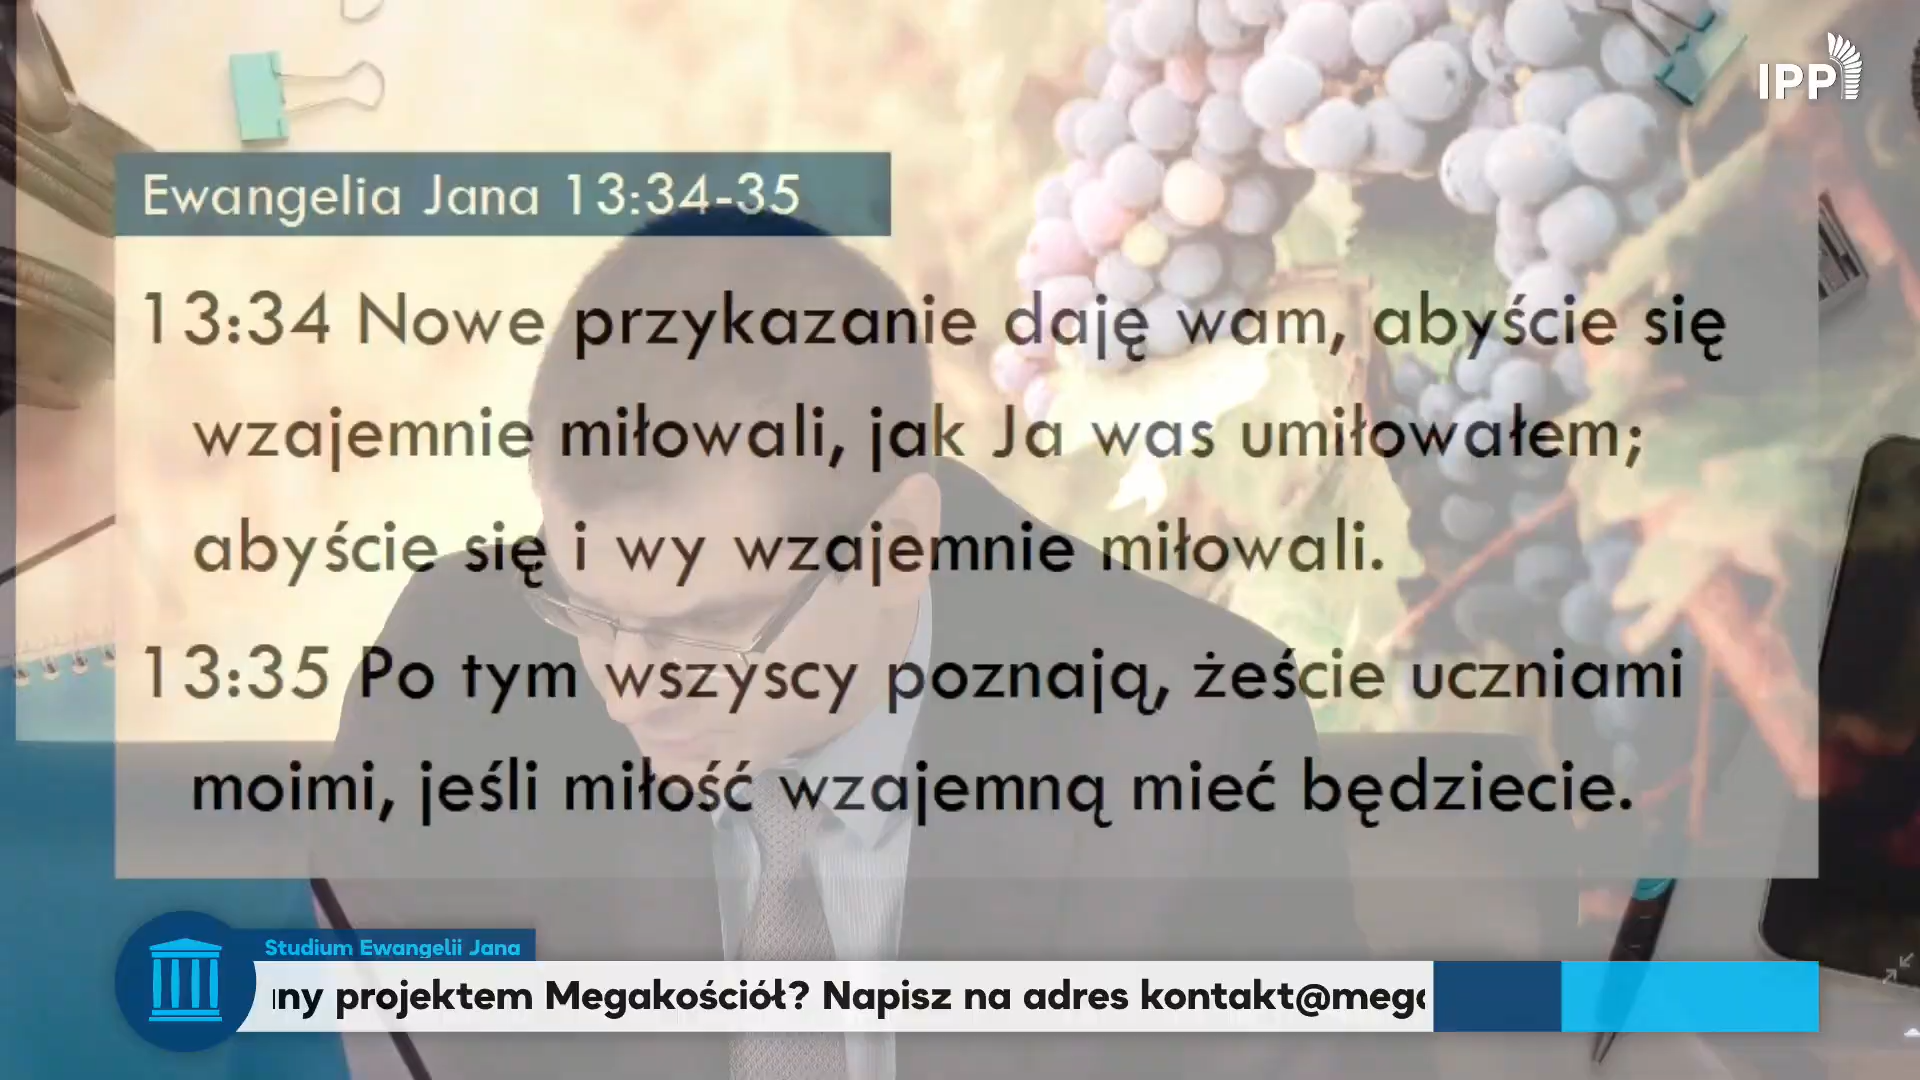 IPP
Ewangelia Jana 13:34-35
13:34 Nowe przykazanie daję wam, abyście się
wzajemnie miłowali, jak Ja was umiłowałem;
abyście się i wy wzajemnie miłowali.
13:35 Po tym wszyscy poznają, żeście uczniami
moimi, jeśli miłość wzajemną mieć będziecie.
Studium Ewangelii Jana
projektem Megakościół? Napisz na adres